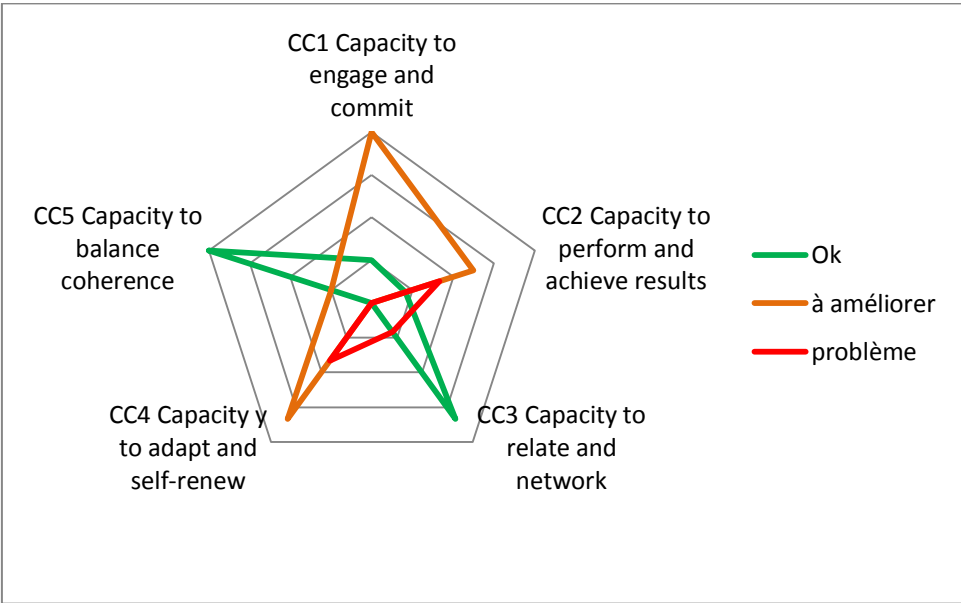 CC1 Capacity to
engage and
commit
CC5 Capacity to
balance
coherence
CC2 Capacity to
perform and
achieve results
Ok
à améliorer
problème
CC4 Capacity y
to adapt and
self-renew
CC3 Capacity to
relate and
network